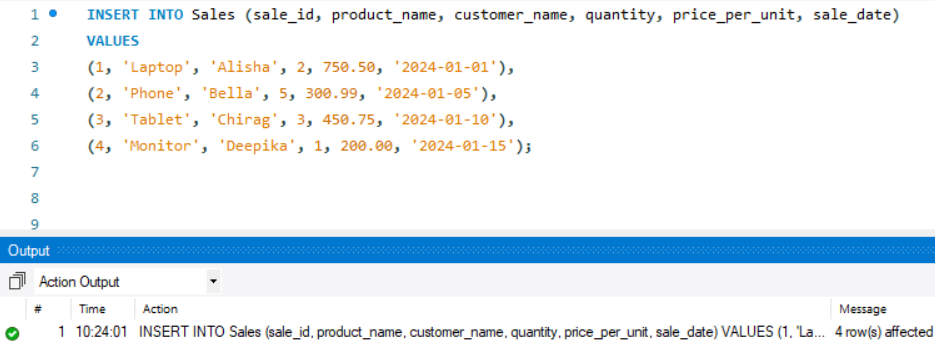 1 INSERT INTO Sales (sale_id, product_name, customer_name, quantity, price_per_unit, sale_date)
2 VALUES
3 (1, 'Laptop', 'Alisha', 2, 750.50, '2024-01-01'),
4 (2, 'Phone', 'Bella', 5, 300.99, '2024-01-05'),
5 (3, 'Tablet', 'Chirag', 3, 450.75, '2024-01-10'),
6 (4, 'Monitor', 'Deepika', 1, 200.00, '2024-01-15');
7
8
9
Output
Action Output
# Time Action Message
1 10:24:01 INSERT INTO Sales (sale_id, product_name, customer_name, quantity, price_per_unit, sale_date) VALUES (1, 'La... 4 row(s) affected